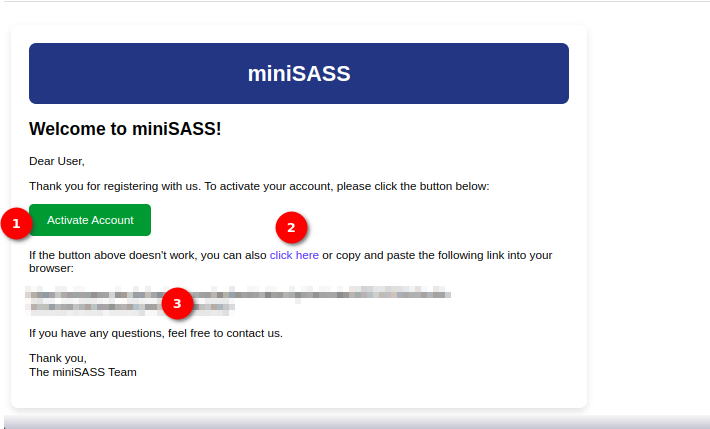 miniSASS
Welcome to miniSASS!
Dear User,
Thank you for registering with us. To activate your account, please click the button below:
1
Activate Account
2
If the button above doesn't work, you can also click here or copy and paste the following link into your
browser:
3
If you have any questions, feel free to contact us.
Thank you,
The miniSASS Team